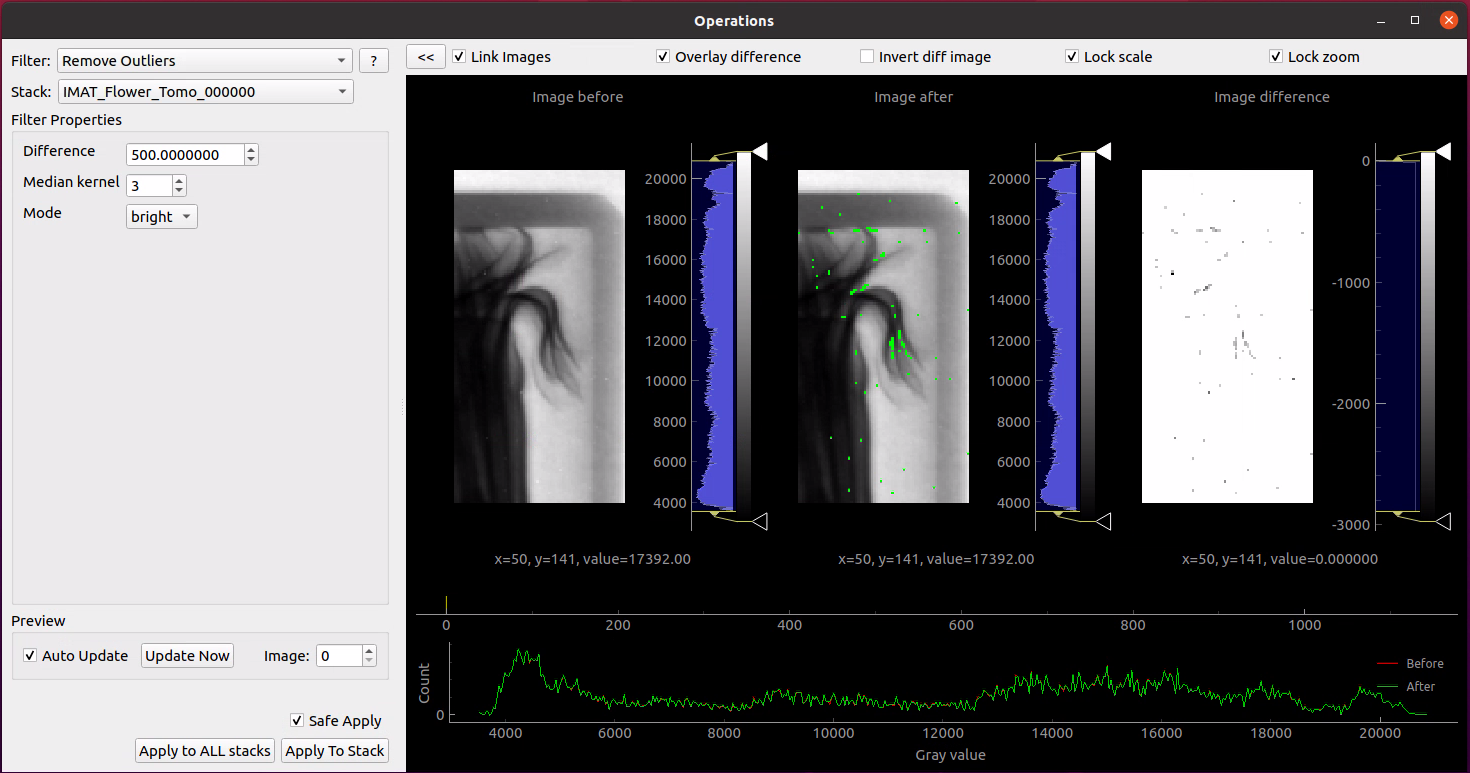 Operations
Filter: Remove Outliers ?
Stack: IMAT_Flower_Tomo_000000
Filter Properties
Difference 500.0000000
Median kernel 3
Mode bright
Preview
Auto Update Update Now Image: 0
Safe Apply
Apply to ALL stacks Apply To Stack
<< Link Images Overlay difference Invert diff image Lock scale Lock zoom
Image before Image after Image difference
20000
18000
16000
14000
12000
10000
8000
6000
4000
20000
18000
16000
14000
12000
10000
8000
6000
4000
0
-1000
-2000
-3000
x=50, y=141, value=17392.00 x=50, y=141, value=17392.00 x=50, y=141, value=0.000000
0 200 400 600 800 1000
Count
0
Before
After
4000 6000 8000 10000 12000 14000 16000 18000 20000
Gray value